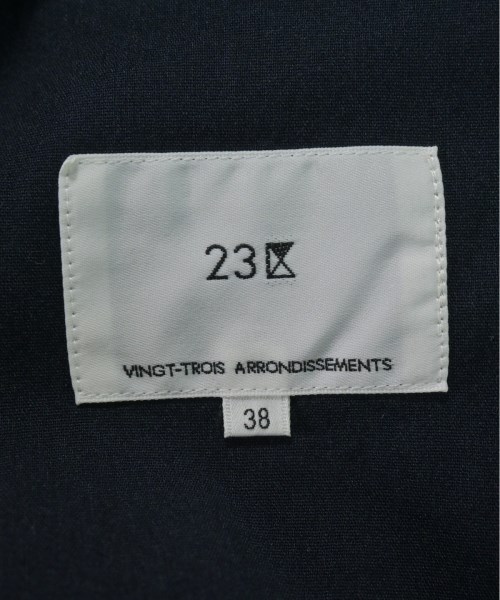 23区
VINGT-TROIS ARRONDISSEMENTS
38